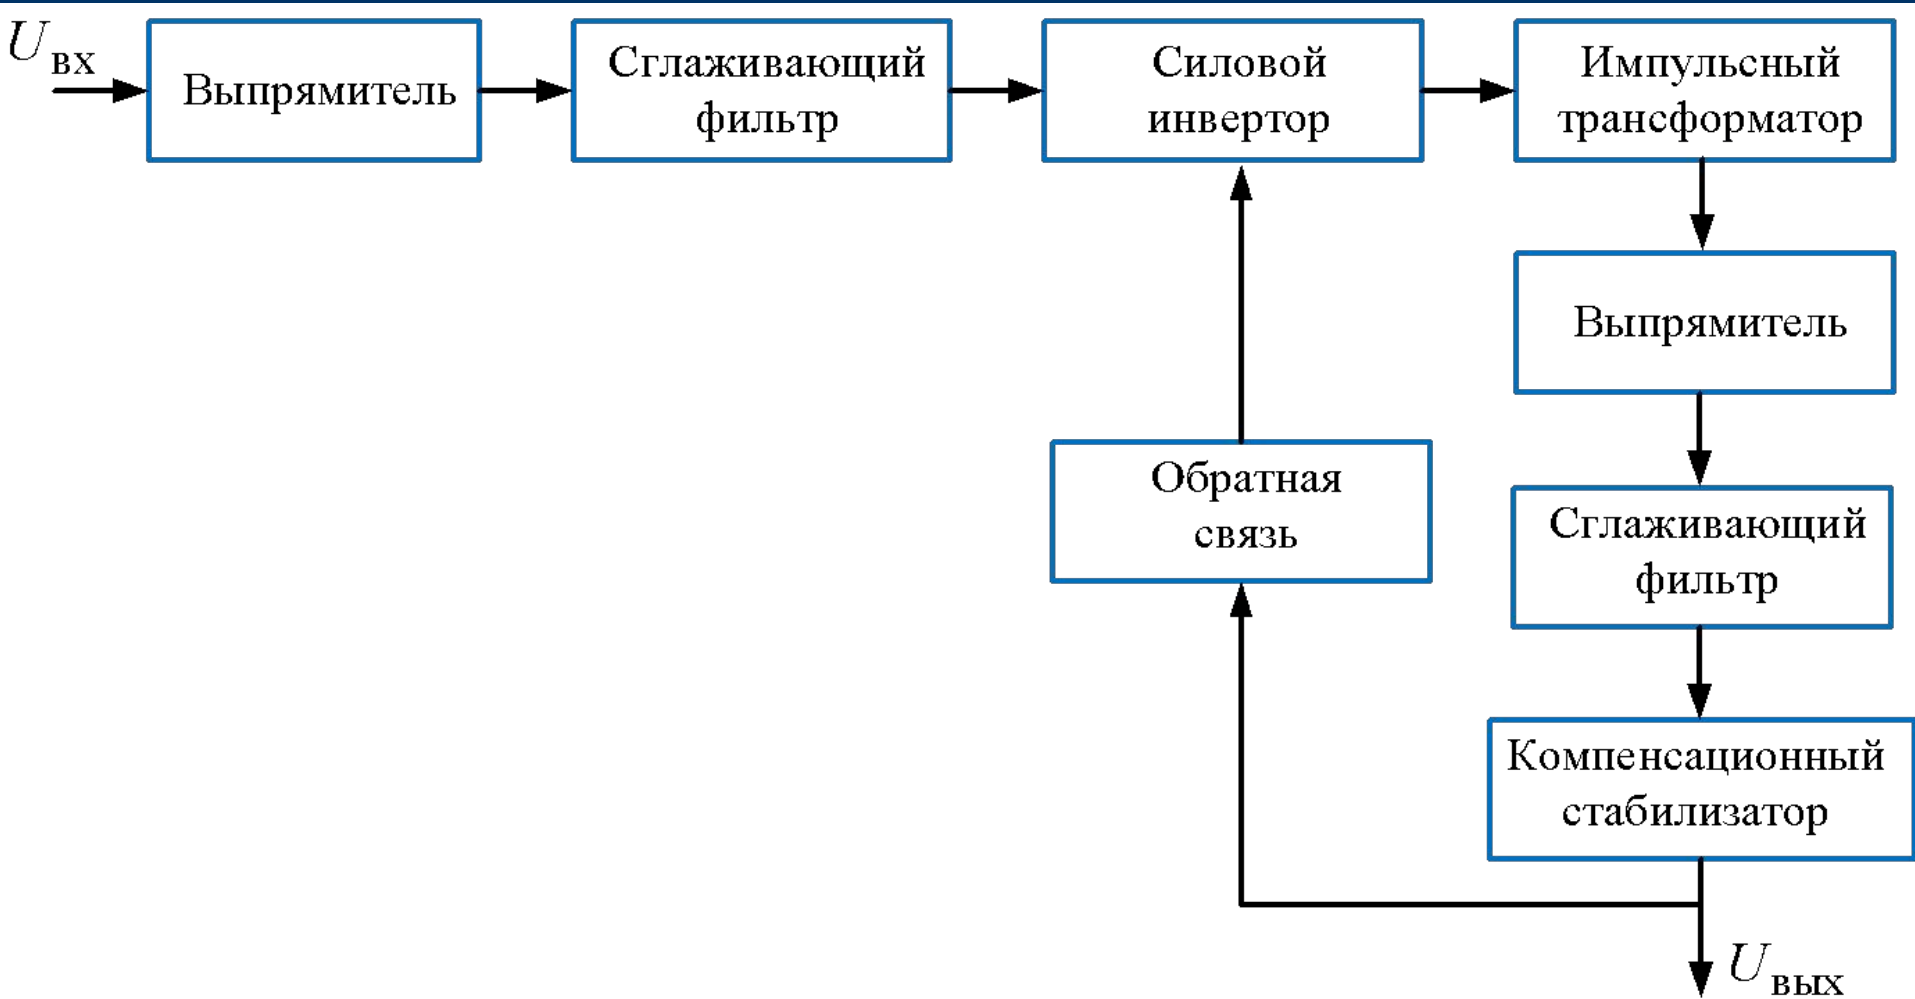 U вх
Выпрямитель
Сглаживающий
фильтр
Силовой
инвертор
Импульсный
трансформатор
Выпрямитель
Обратная
связь
Сглаживающий
фильтр
Компенсационный
стабилизатор
U вых